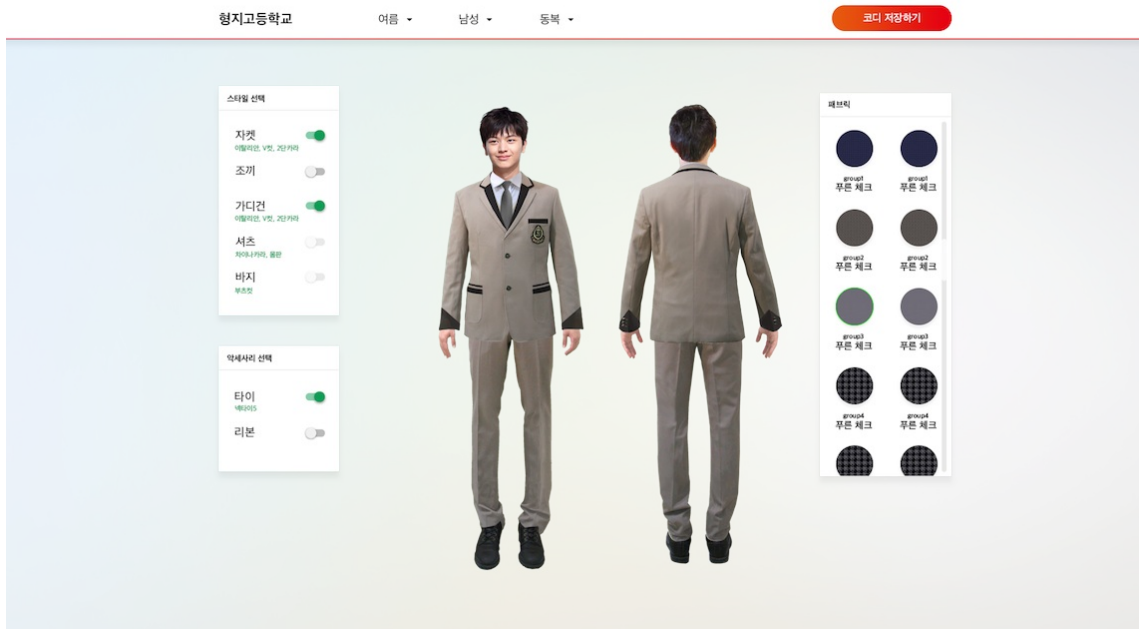 형지고등학교
여름
남성
동복
코디 저장하기
스타일 선택
자켓
이탈리안, V컷, 2단카라
조끼
가디건
이탈리안, V컷, 2단카라
셔츠
차이나카라, 몸판
바지
부츠컷
악세사리 선택
타이
넥타이S
리본
패브릭
group1 group1
푸른 체크 푸른 체크
group2 group2
푸른 체크 푸른 체크
group3 group3
푸른 체크 푸른 체크
group4 group4
푸른 체크 푸른 체크